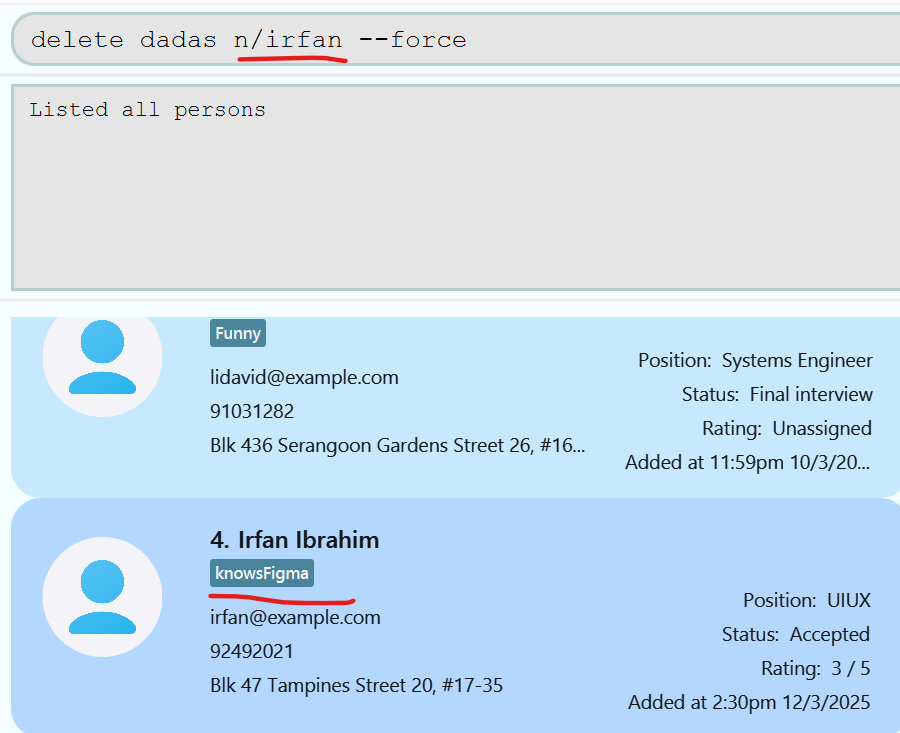 delete dadas n/irfan --force
Listed all persons
Funny
lidavid@example.com
91031282
Blk 436 Serangoon Gardens Street 26, #16...
Position: Systems Engineer
Status: Final interview
Rating: Unassigned
Added at 11:59pm 10/3/20...
4. Irfan Ibrahim
knowsFigma
irfan@example.com
92492021
Blk 47 Tampines Street 20, #17-35
Position: UIUX
Status: Accepted
Rating: 3 / 5
Added at 2:30pm 12/3/2025